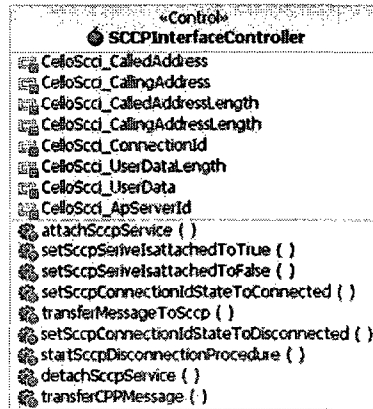 «Control»
SCCPInterfaceController
CelloScci_CalledAddress
CelloScci_CallingAddress
CelloScci_CalledAddressLength
CelloScci_CallingAddressLength
CelloScci_ConnectionId
CelloScci_UserDataLength
CelloScci_UserData
CelloScci_ApServerId
attachSccpService ( )
setSccpSeriveIsattachedToTrue ( )
setSccpSeriveIsattachedToFalse ( )
setSccpConnectionIdStateToConnected ( )
transferMessageToSccp ( )
setSccpConnectionIdStateToDisconnected ( )
startSccpDisconnectionProcedure ( )
detachSccpService ( )
transferCPPMessage ( )